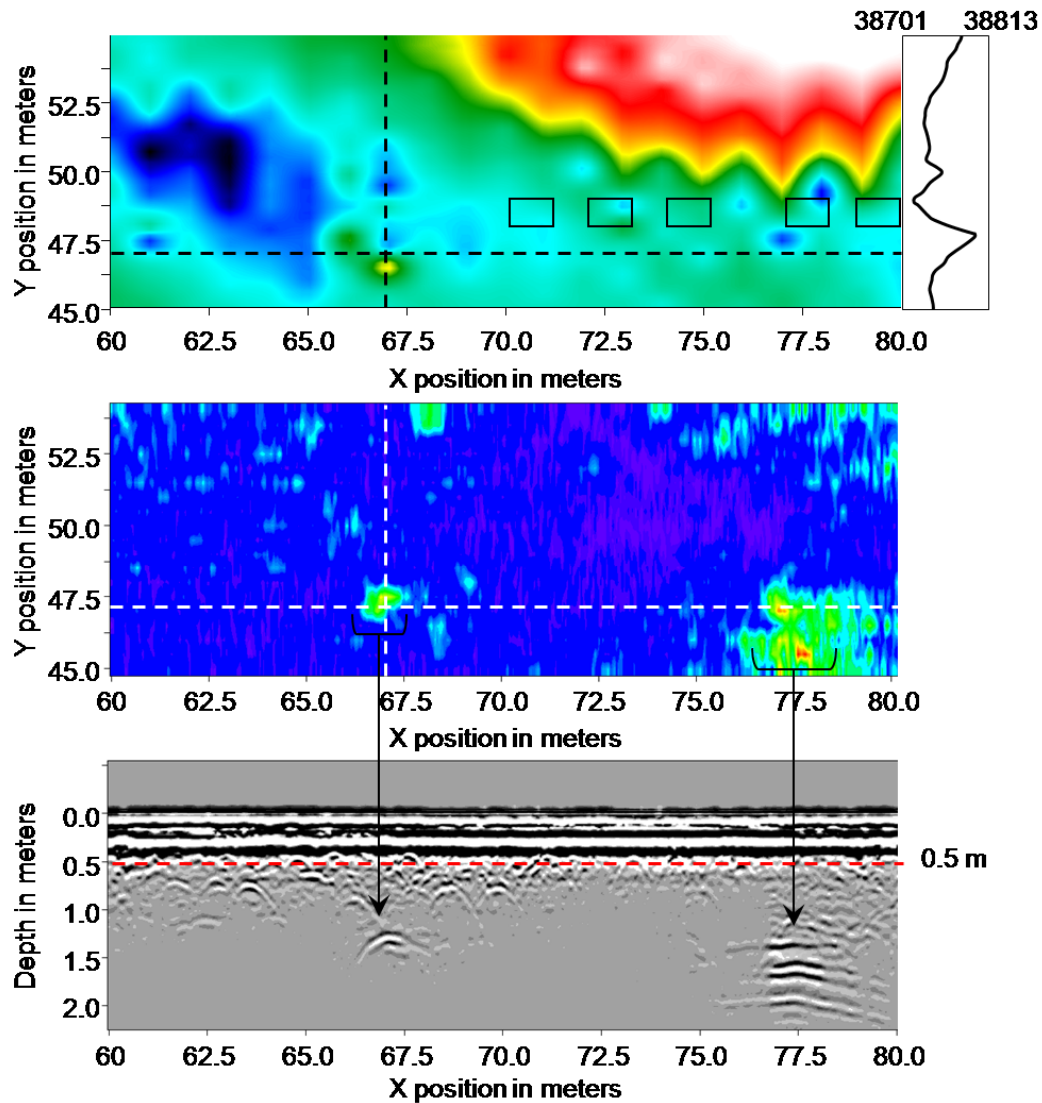 38701 38813
Y position in meters
52.5
50.0
47.5
45.0
60 62.5 65.0 67.5 70.0 72.5 75.0 77.5 80.0
X position in meters
Y position in meters
52.5
50.0
47.5
45.0
60 62.5 65.0 67.5 70.0 72.5 75.0 77.5 80.0
X position in meters
Depth in meters
0.0
0.5
1.0
1.5
2.0
0.5 m
60 62.5 65.0 67.5 70.0 72.5 75.0 77.5 80.0
X position in meters